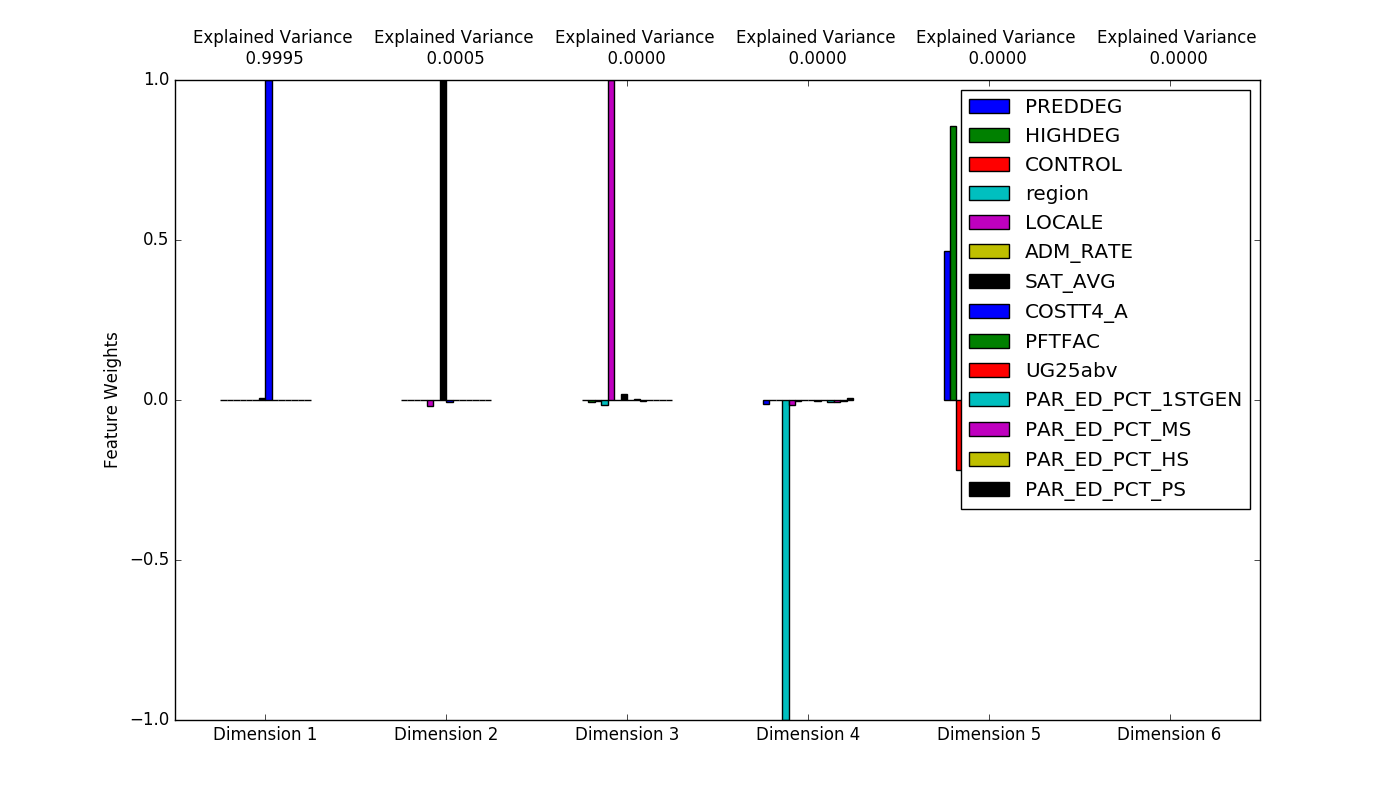 Explained Variance Explained Variance Explained Variance Explained Variance Explained Variance Explained Variance
0.9995 0.0005 0.0000 0.0000 0.0000 0.0000
1.0
0.5
0.0
−0.5
−1.0
Feature Weights
PREDDEG
HIGHDEG
CONTROL
region
LOCALE
ADM_RATE
SAT_AVG
COSTT4_A
PFTFAC
UG25abv
PAR_ED_PCT_1STGEN
PAR_ED_PCT_MS
PAR_ED_PCT_HS
PAR_ED_PCT_PS
Dimension 1 Dimension 2 Dimension 3 Dimension 4 Dimension 5 Dimension 6